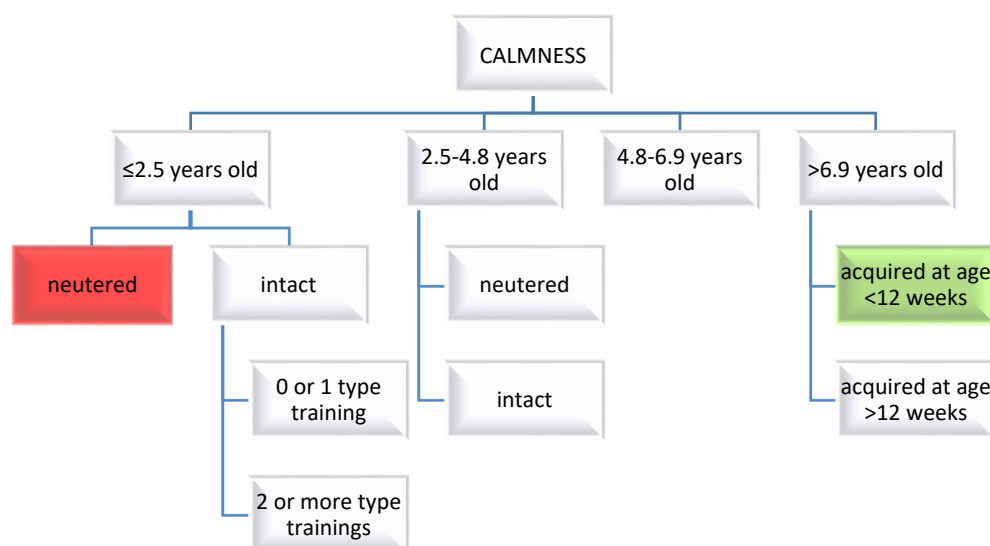 CALMNESS
≤2.5 years old
2.5-4.8 years
old
4.8-6.9 years
old
>6.9 years old
neutered
intact
neutered
acquired at age
<12 weeks
0 or 1 type
training
intact
acquired at age
>12 weeks
2 or more type
trainings